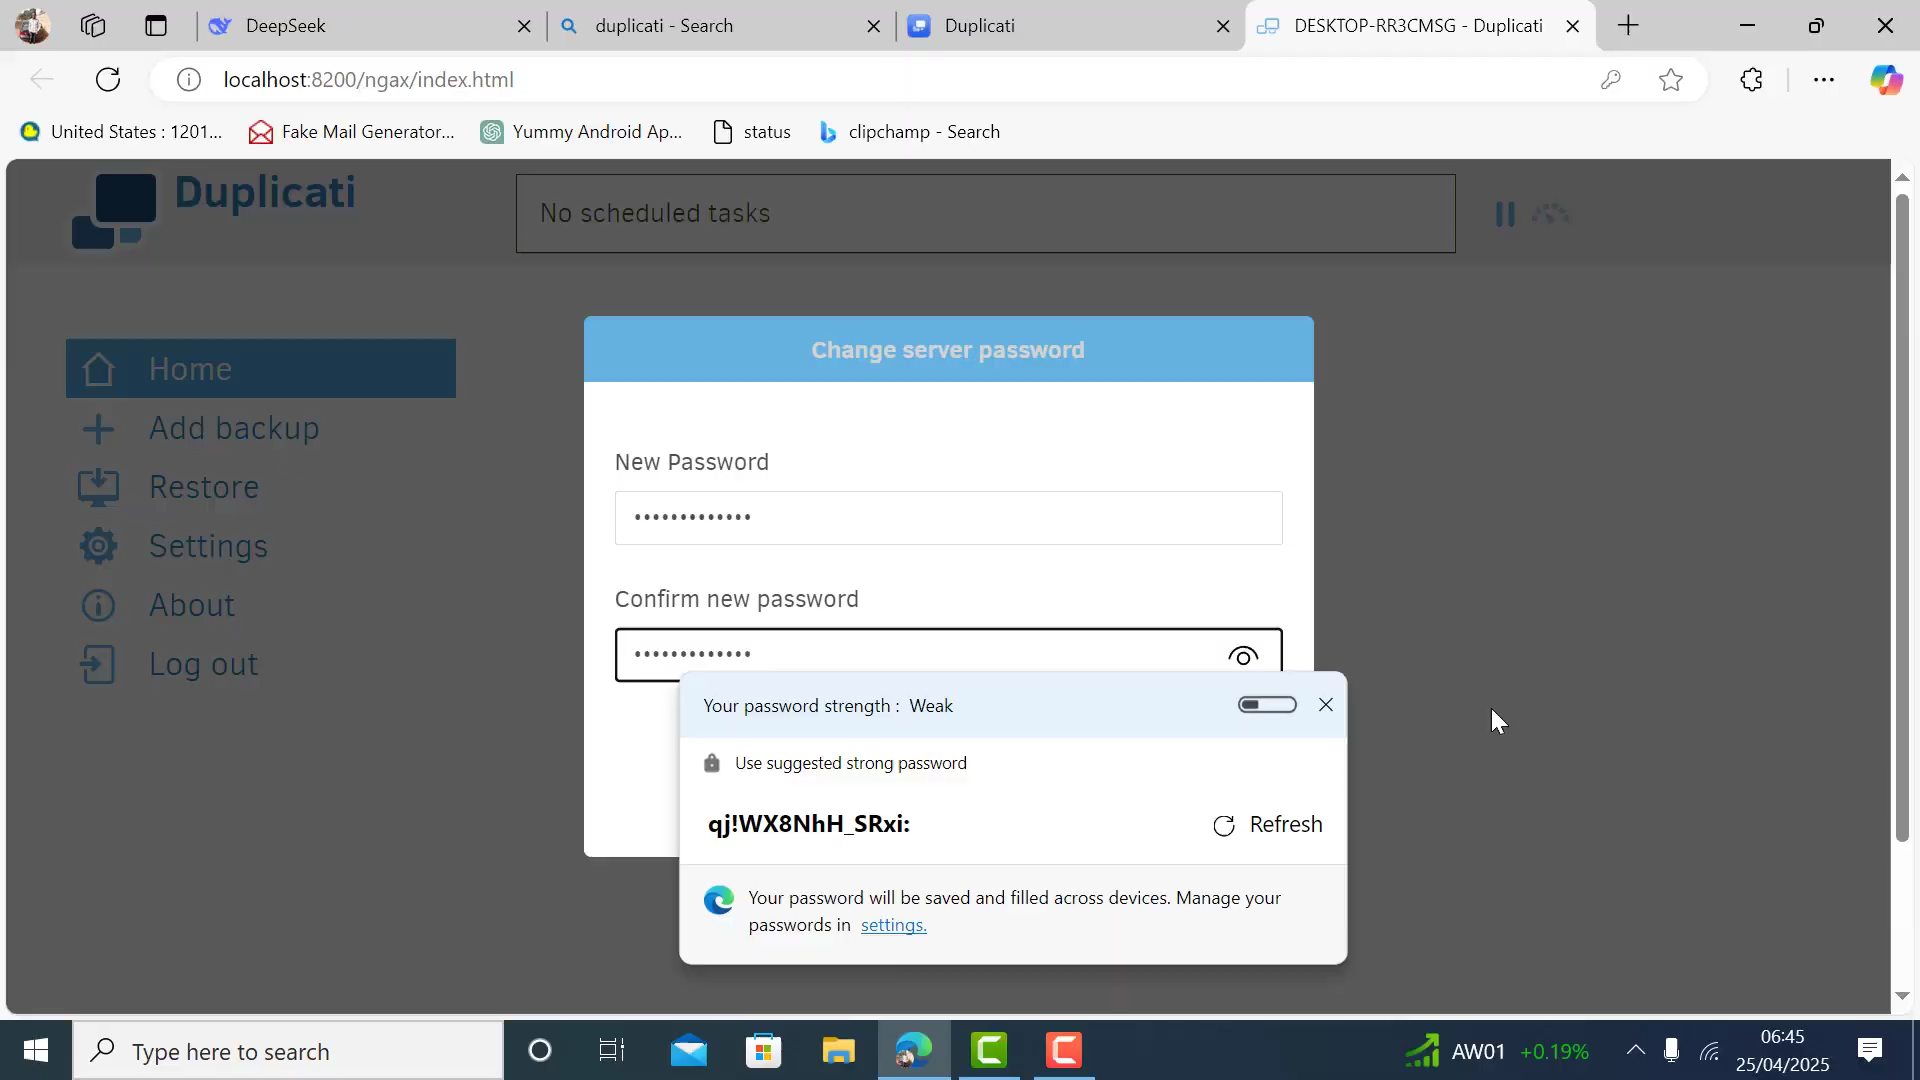 DeepSeek
duplicati - Search
Duplicati
DESKTOP-RR3CMSG - Duplicati
localhost:8200/ngax/index.html
United States : 1201...
Fake Mail Generator...
Yummy Android Ap...
status
clipchamp - Search
Duplicati
No scheduled tasks
Home
Add backup
Restore
Settings
About
Log out
Change server password
New Password
•••••••••••••
Confirm new password
•••••••••••••
Your password strength : Weak
Use suggested strong password
qj!WX8NhH_SRxi:
Refresh
Your password will be saved and filled across devices. Manage your
passwords in settings.
Type here to search
AW01 +0.19%
06:45
25/04/2025